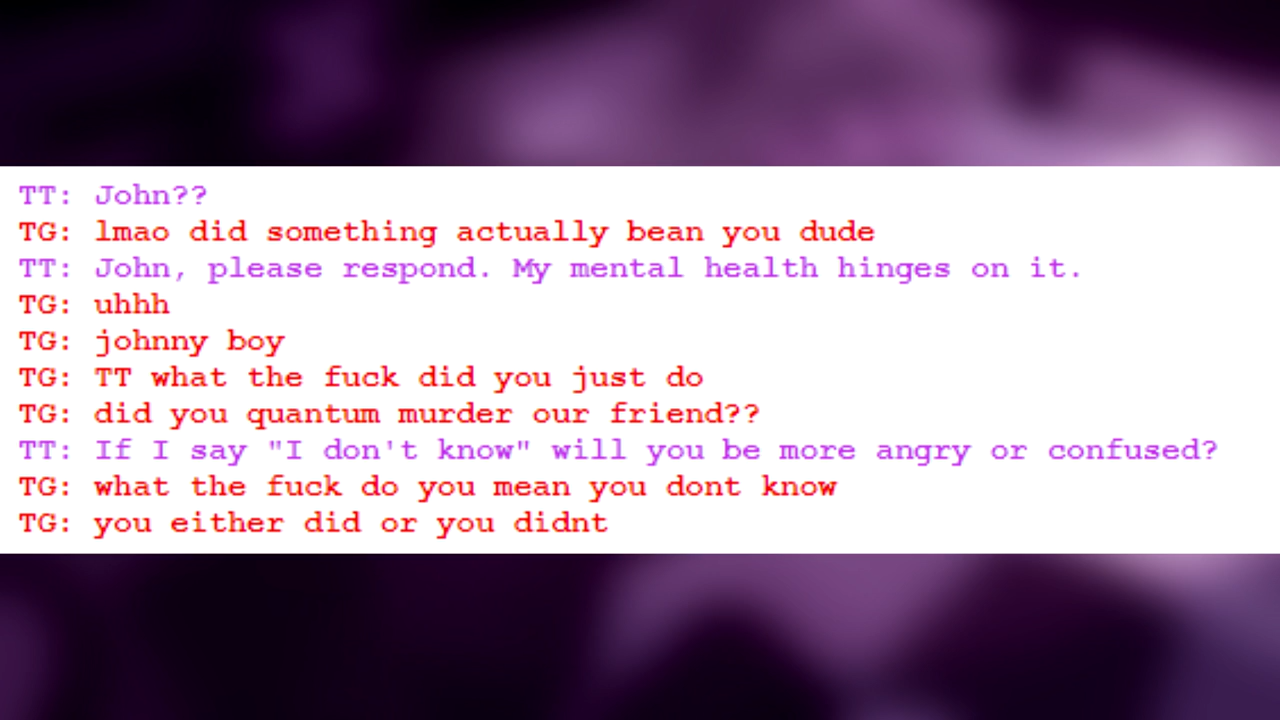 TT: John??
TG: lmao did something actually bean you dude
TT: John, please respond. My mental health hinges on it.
TG: uhhh
TG: johnny boy
TG: TT what the fuck did you just do
TG: did you quantum murder our friend??
TT: If I say "I don't know" will you be more angry or confused?
TG: what the fuck do you mean you dont know
TG: you either did or you didnt